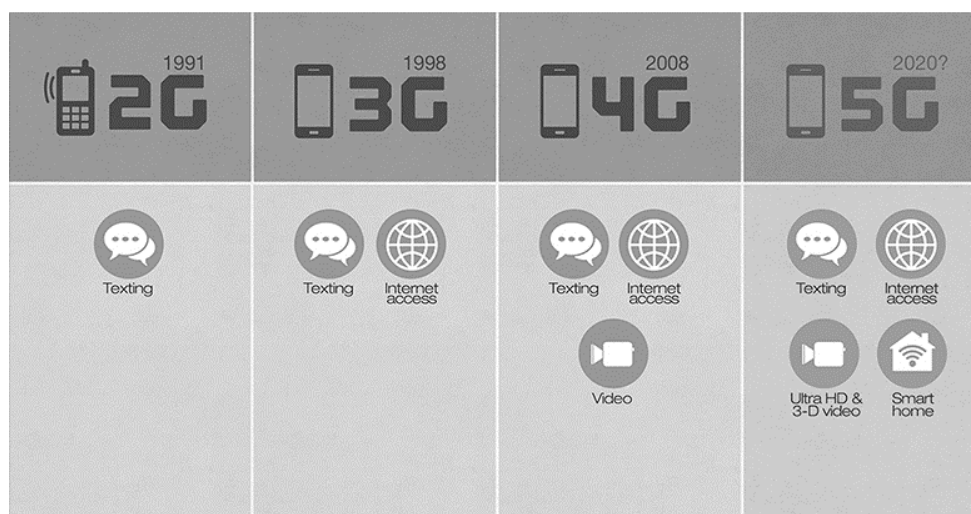 1991
2G
1998
3G
2008
4G
2020?
5G
Texting
Texting
Internet
access
Texting
Internet
access
Video
Texting
Internet
access
Ultra HD &
3-D video
Smart
home